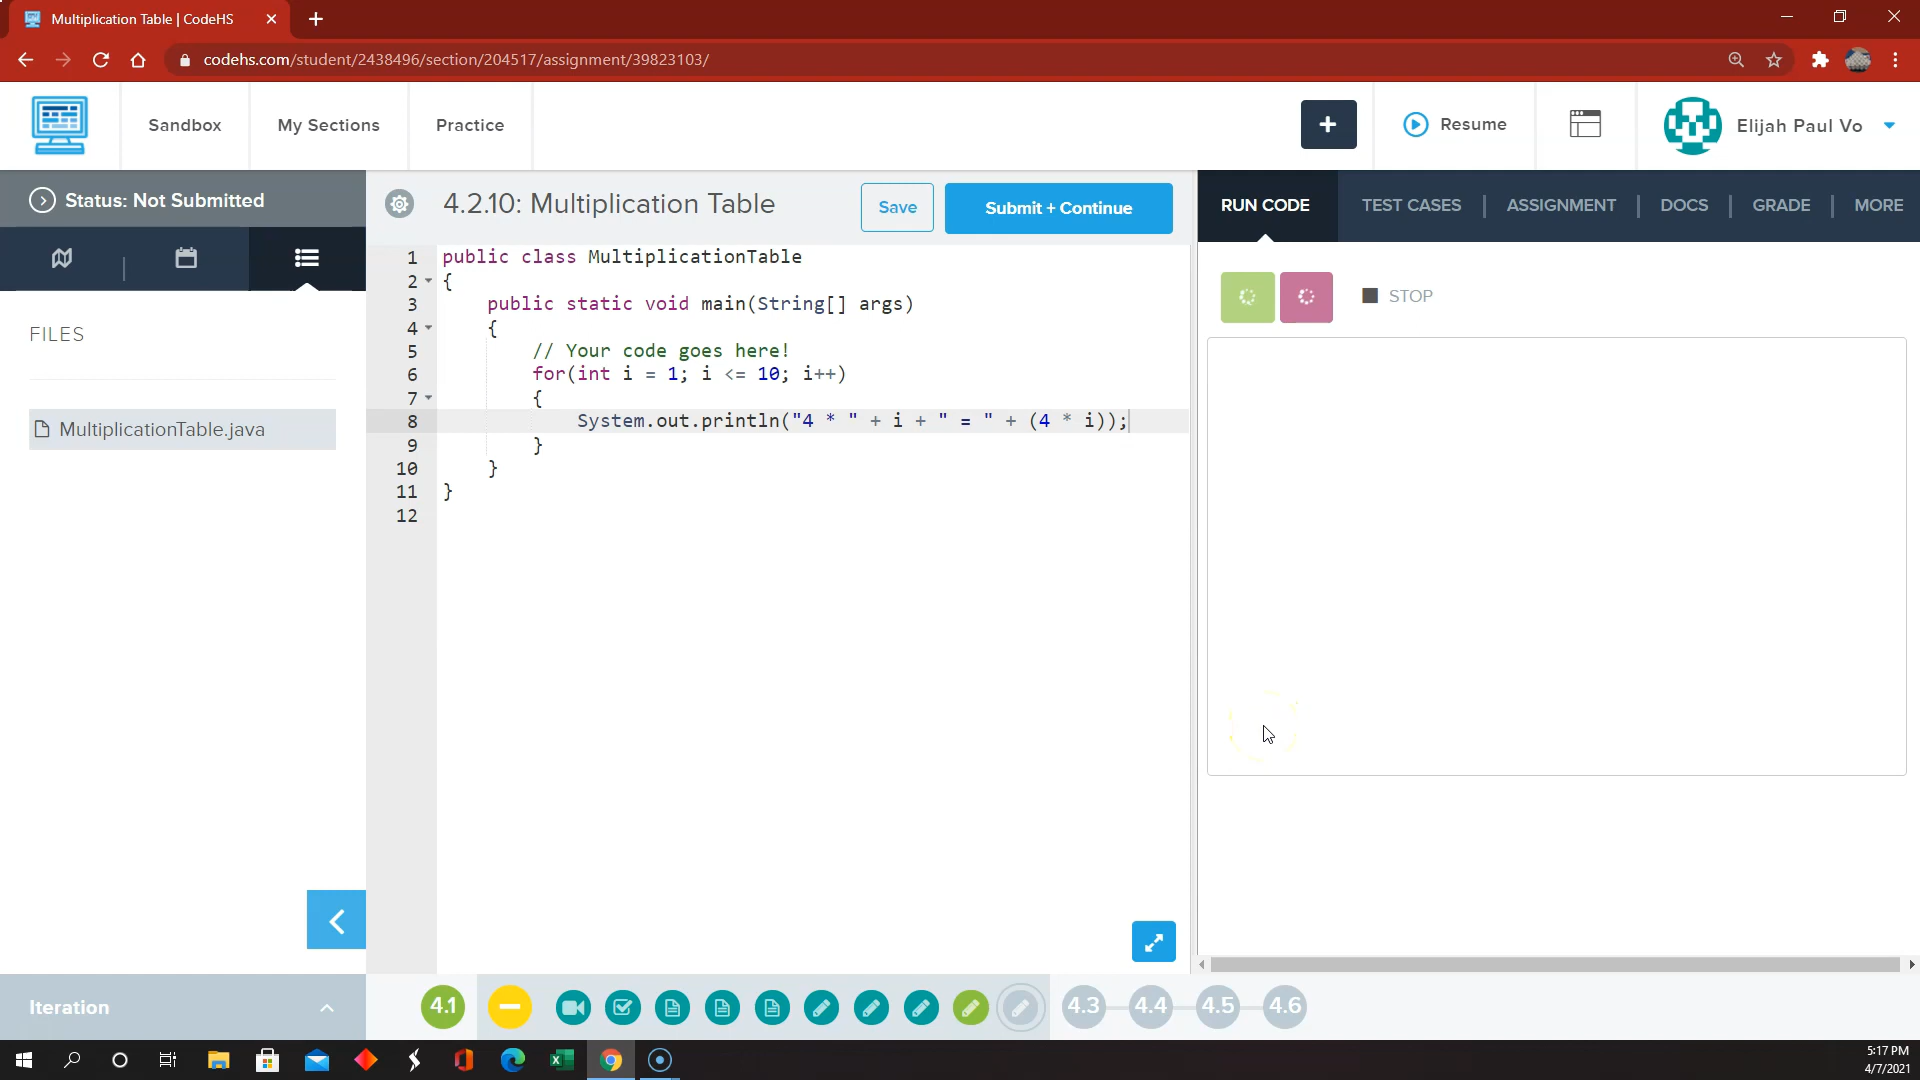 Multiplication Table | CodeHS
codehs.com/student/2438496/section/204517/assignment/39823103/
Sandbox
My Sections
Practice
+
Resume
Elijah Paul Vo
Status: Not Submitted
4.2.10: Multiplication Table
Save
Submit + Continue
RUN CODE
TEST CASES
ASSIGNMENT
DOCS
GRADE
MORE
FILES
MultiplicationTable.java
STOP
1 public class MultiplicationTable
2 {
3 public static void main(String[] args)
4 {
5 // Your code goes here!
6 for(int i = 1; i <= 10; i++)
7 {
8 System.out.println("4 * " + i + " = " + (4 * i));
9 }
10 }
11 }
12
Iteration
4.1
4.3
4.4
4.5
4.6
5:17 PM
4/7/2021